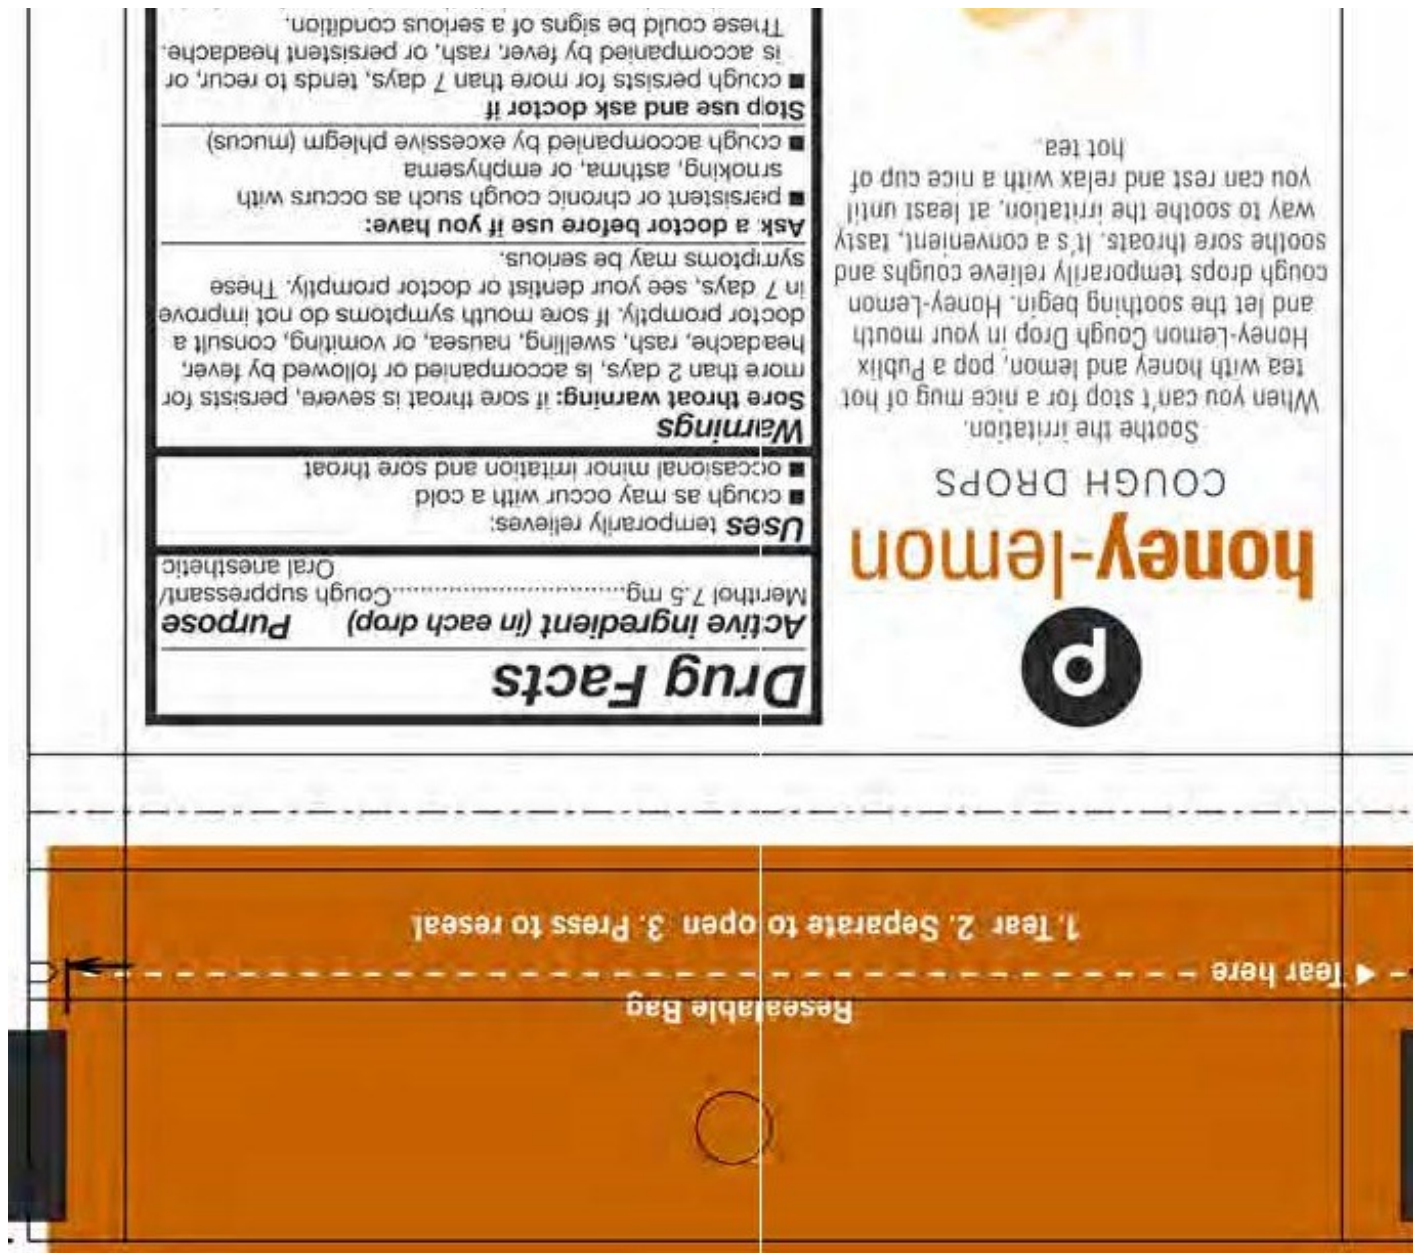 Resealable Bag
Tear here
1. Tear 2. Separate to open 3. Press to reseal
p
honey-lemon
COUGH DROPS
Soothe the irritation.
When you can't stop for a nice mug of hot
tea with honey and lemon, pop a Publix
Honey-Lemon Cough Drop in your mouth
and let the soothing begin. Honey-Lemon
cough drops temporarily relieve coughs and
soothe sore throats. It's a convenient, tasty
way to soothe the irritation, at least until
you can rest and relax with a nice cup of
hot tea.
Drug Facts
Active ingredient (in each drop) Purpose
Menthol 7.5 mg..............................Cough suppressant/
Oral anesthetic
Uses temporarily relieves:
■ cough as may occur with a cold
■ occasional minor irritation and sore throat
Warnings
Sore throat warning: if sore throat is severe, persists for
more than 2 days, is accompanied or followed by fever,
headache, rash, swelling, nausea, or vomiting, consult a
doctor promptly. If sore mouth symptoms do not improve
in 7 days, see your dentist or doctor promptly. These
symptoms may be serious.
Ask a doctor before use if you have:
■ persistent or chronic cough such as occurs with
smoking, asthma, or emphysema
■ cough accompanied by excessive phlegm (mucus)
Stop use and ask doctor if
■ cough persists for more than 7 days, tends to recur, or
is accompanied by fever, rash, or persistent headache.
These could be signs of a serious condition.